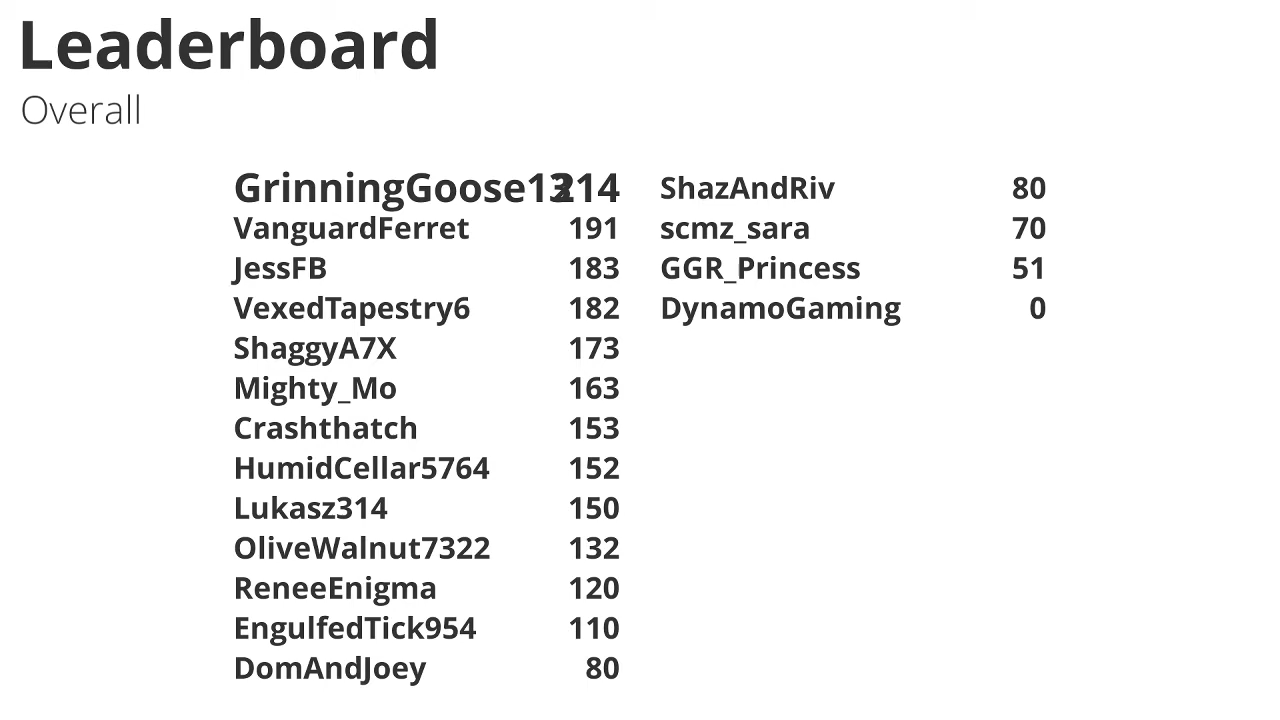 Leaderboard
Overall
214
VanguardFerret 191
JessFB 183
VexedTapestry6 182
ShaggyA7X 173
Mighty_Mo 163
Crashthatch 153
HumidCellar5764 152
Lukasz314 150
OliveWalnut7322 132
ReneeEnigma 120
EngulfedTick954 110
DomAndJoey 80
ShazAndRiv 80
scmz_sara 70
GGR_Princess 51
DynamoGaming 0